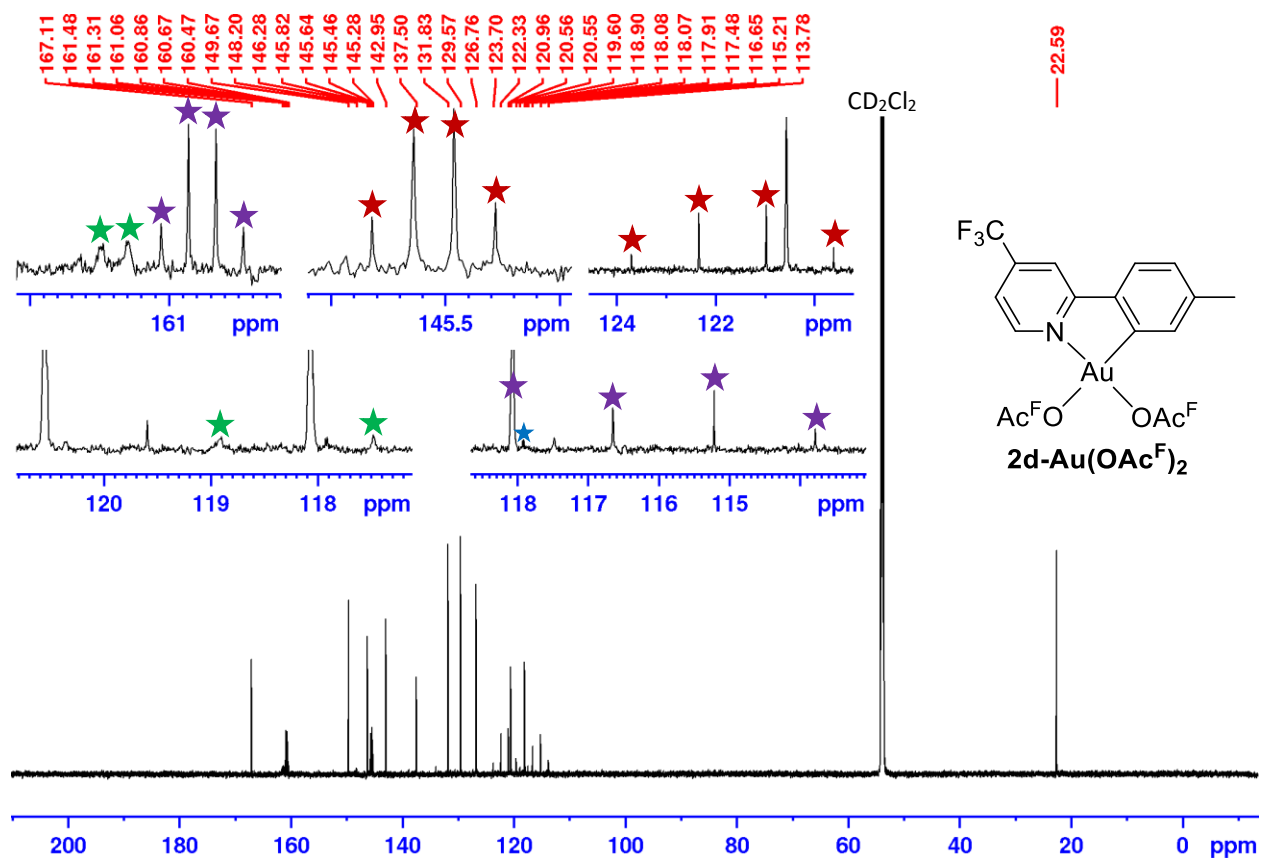 167.11
161.48
161.31
161.06
160.86
160.67
160.47
149.67
148.20
146.28
145.82
145.64
145.46
145.28
142.95
137.50
131.83
129.57
126.76
123.70
122.33
120.96
120.56
120.55
119.60
118.90
118.08
118.07
117.91
117.48
116.65
115.21
113.78
22.59
CD2Cl2
161 ppm
145.5 ppm
124 122 ppm
120 119 118 ppm
118 117 116 115 ppm
F3C
N
Au
AcFO OAcF
2d-Au(OAcF)2
200 180 160 140 120 100 80 60 40 20 0 ppm